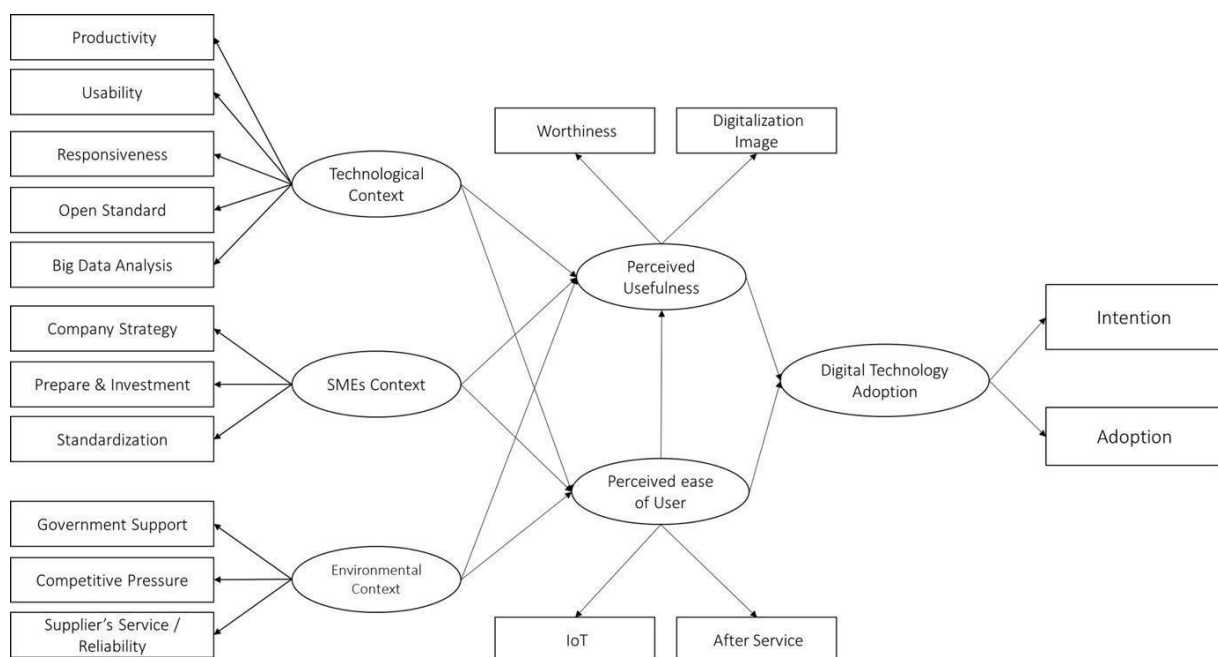 Productivity
Usability
Responsiveness
Open Standard
Big Data Analysis
Company Strategy
Prepare & Investment
Standardization
Government Support
Competitive Pressure
Supplier's Service /
Reliability
Technological
Context
SMEs Context
Environmental
Context
Worthiness
Digitalization
Image
Perceived
Usefulness
Perceived ease
of User
IoT
After Service
Digital Technology
Adoption
Intention
Adoption